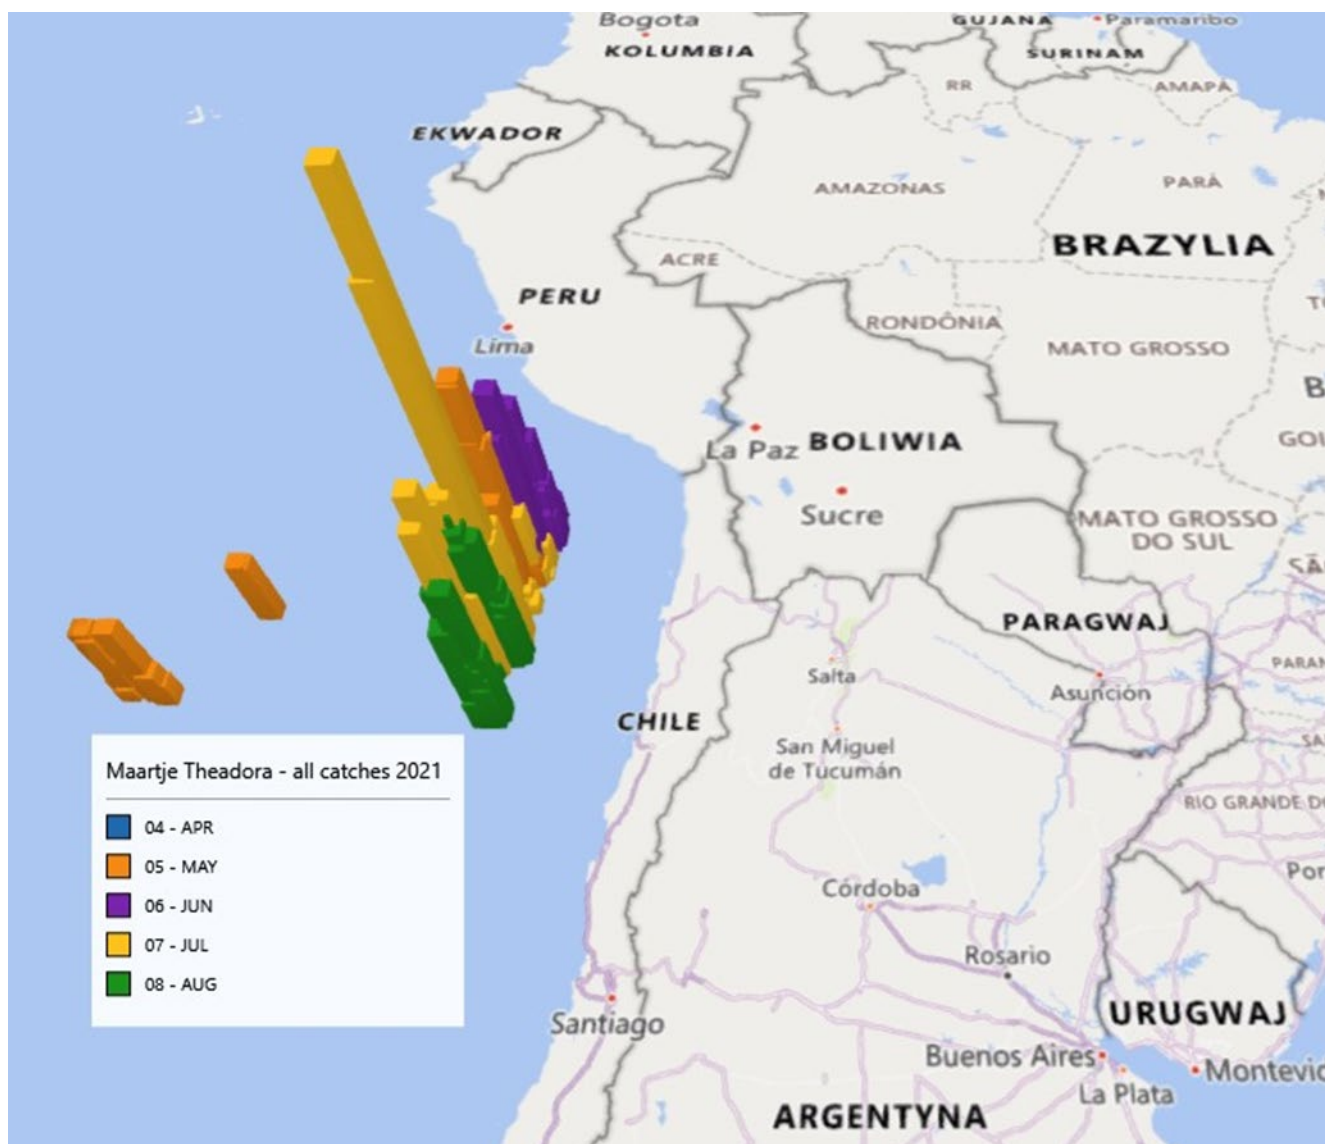 Bogota
KOLUMBIA
GUJANA
Paramaribo
SURINAM
RR
AMAPÁ
EKWADOR
AMAZONAS
PARÁ
BRAZYLIA
ACRE
PERU
Lima
RONDÔNIA
MATO GROSSO
La Paz
BOLIWIA
Sucre
MATO GROSSO
DO SUL
PARAGWAJ
Salta
Asunción
CHILE
San Miguel
de Tucumán
RIO GRANDE DO
Maartje Theadora - all catches 2021
04 - APR
05 - MAY
06 - JUN
07 - JUL
08 - AUG
Córdoba
Rosario
Santiago
URUGWAJ
Buenos Aires
La Plata
Montevid
ARGENTYNA